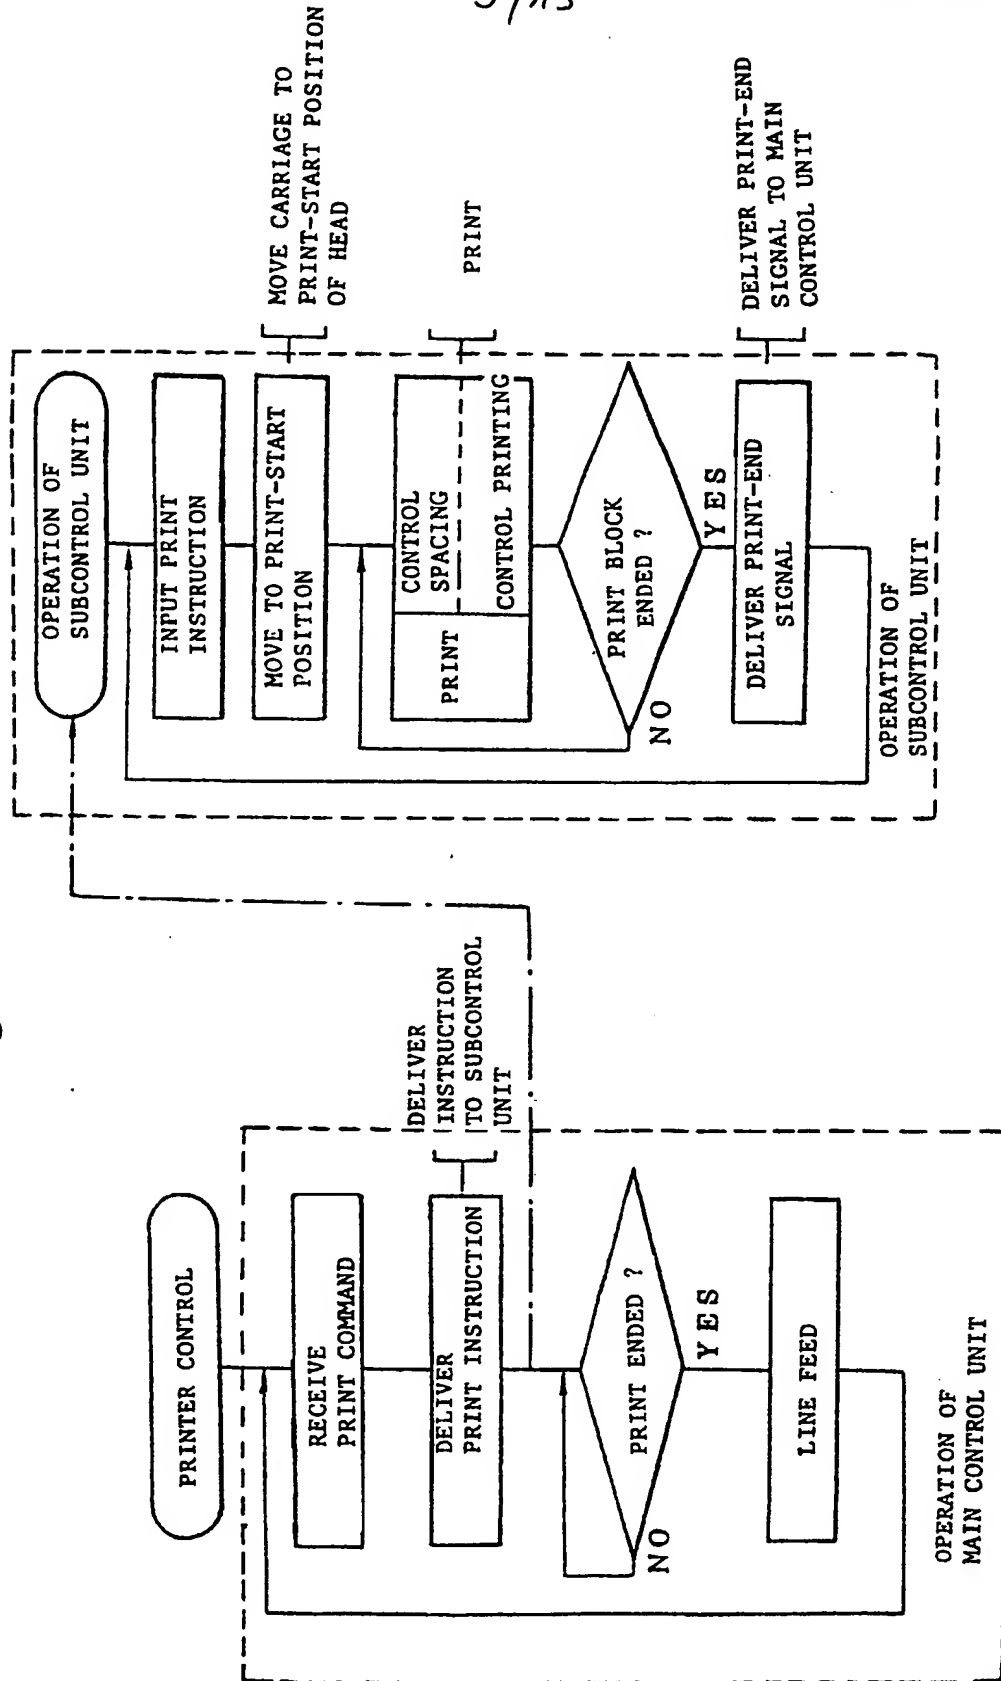 PRINTER CONTROL
RECEIVE
PRINT COMMAND
DELIVER
PRINT INSTRUCTION
DELIVER
INSTRUCTION
TO SUBCONTROL
UNIT
PRINT ENDED ?
NO
YES
LINE FEED
OPERATION OF
MAIN CONTROL UNIT
OPERATION OF
SUBCONTROL UNIT
INPUT PRINT
INSTRUCTION
MOVE TO PRINT-START
POSITION
MOVE CARRIAGE TO
PRINT-START POSITION
OF HEAD
PRINT
CONTROL
SPACING
CONTROL PRINTING
PRINT
PRINT BLOCK
ENDED ?
NO
YES
DELIVER PRINT-END
SIGNAL
DELIVER PRINT-END
SIGNAL TO MAIN
CONTROL UNIT
OPERATION OF
SUBCONTROL UNIT